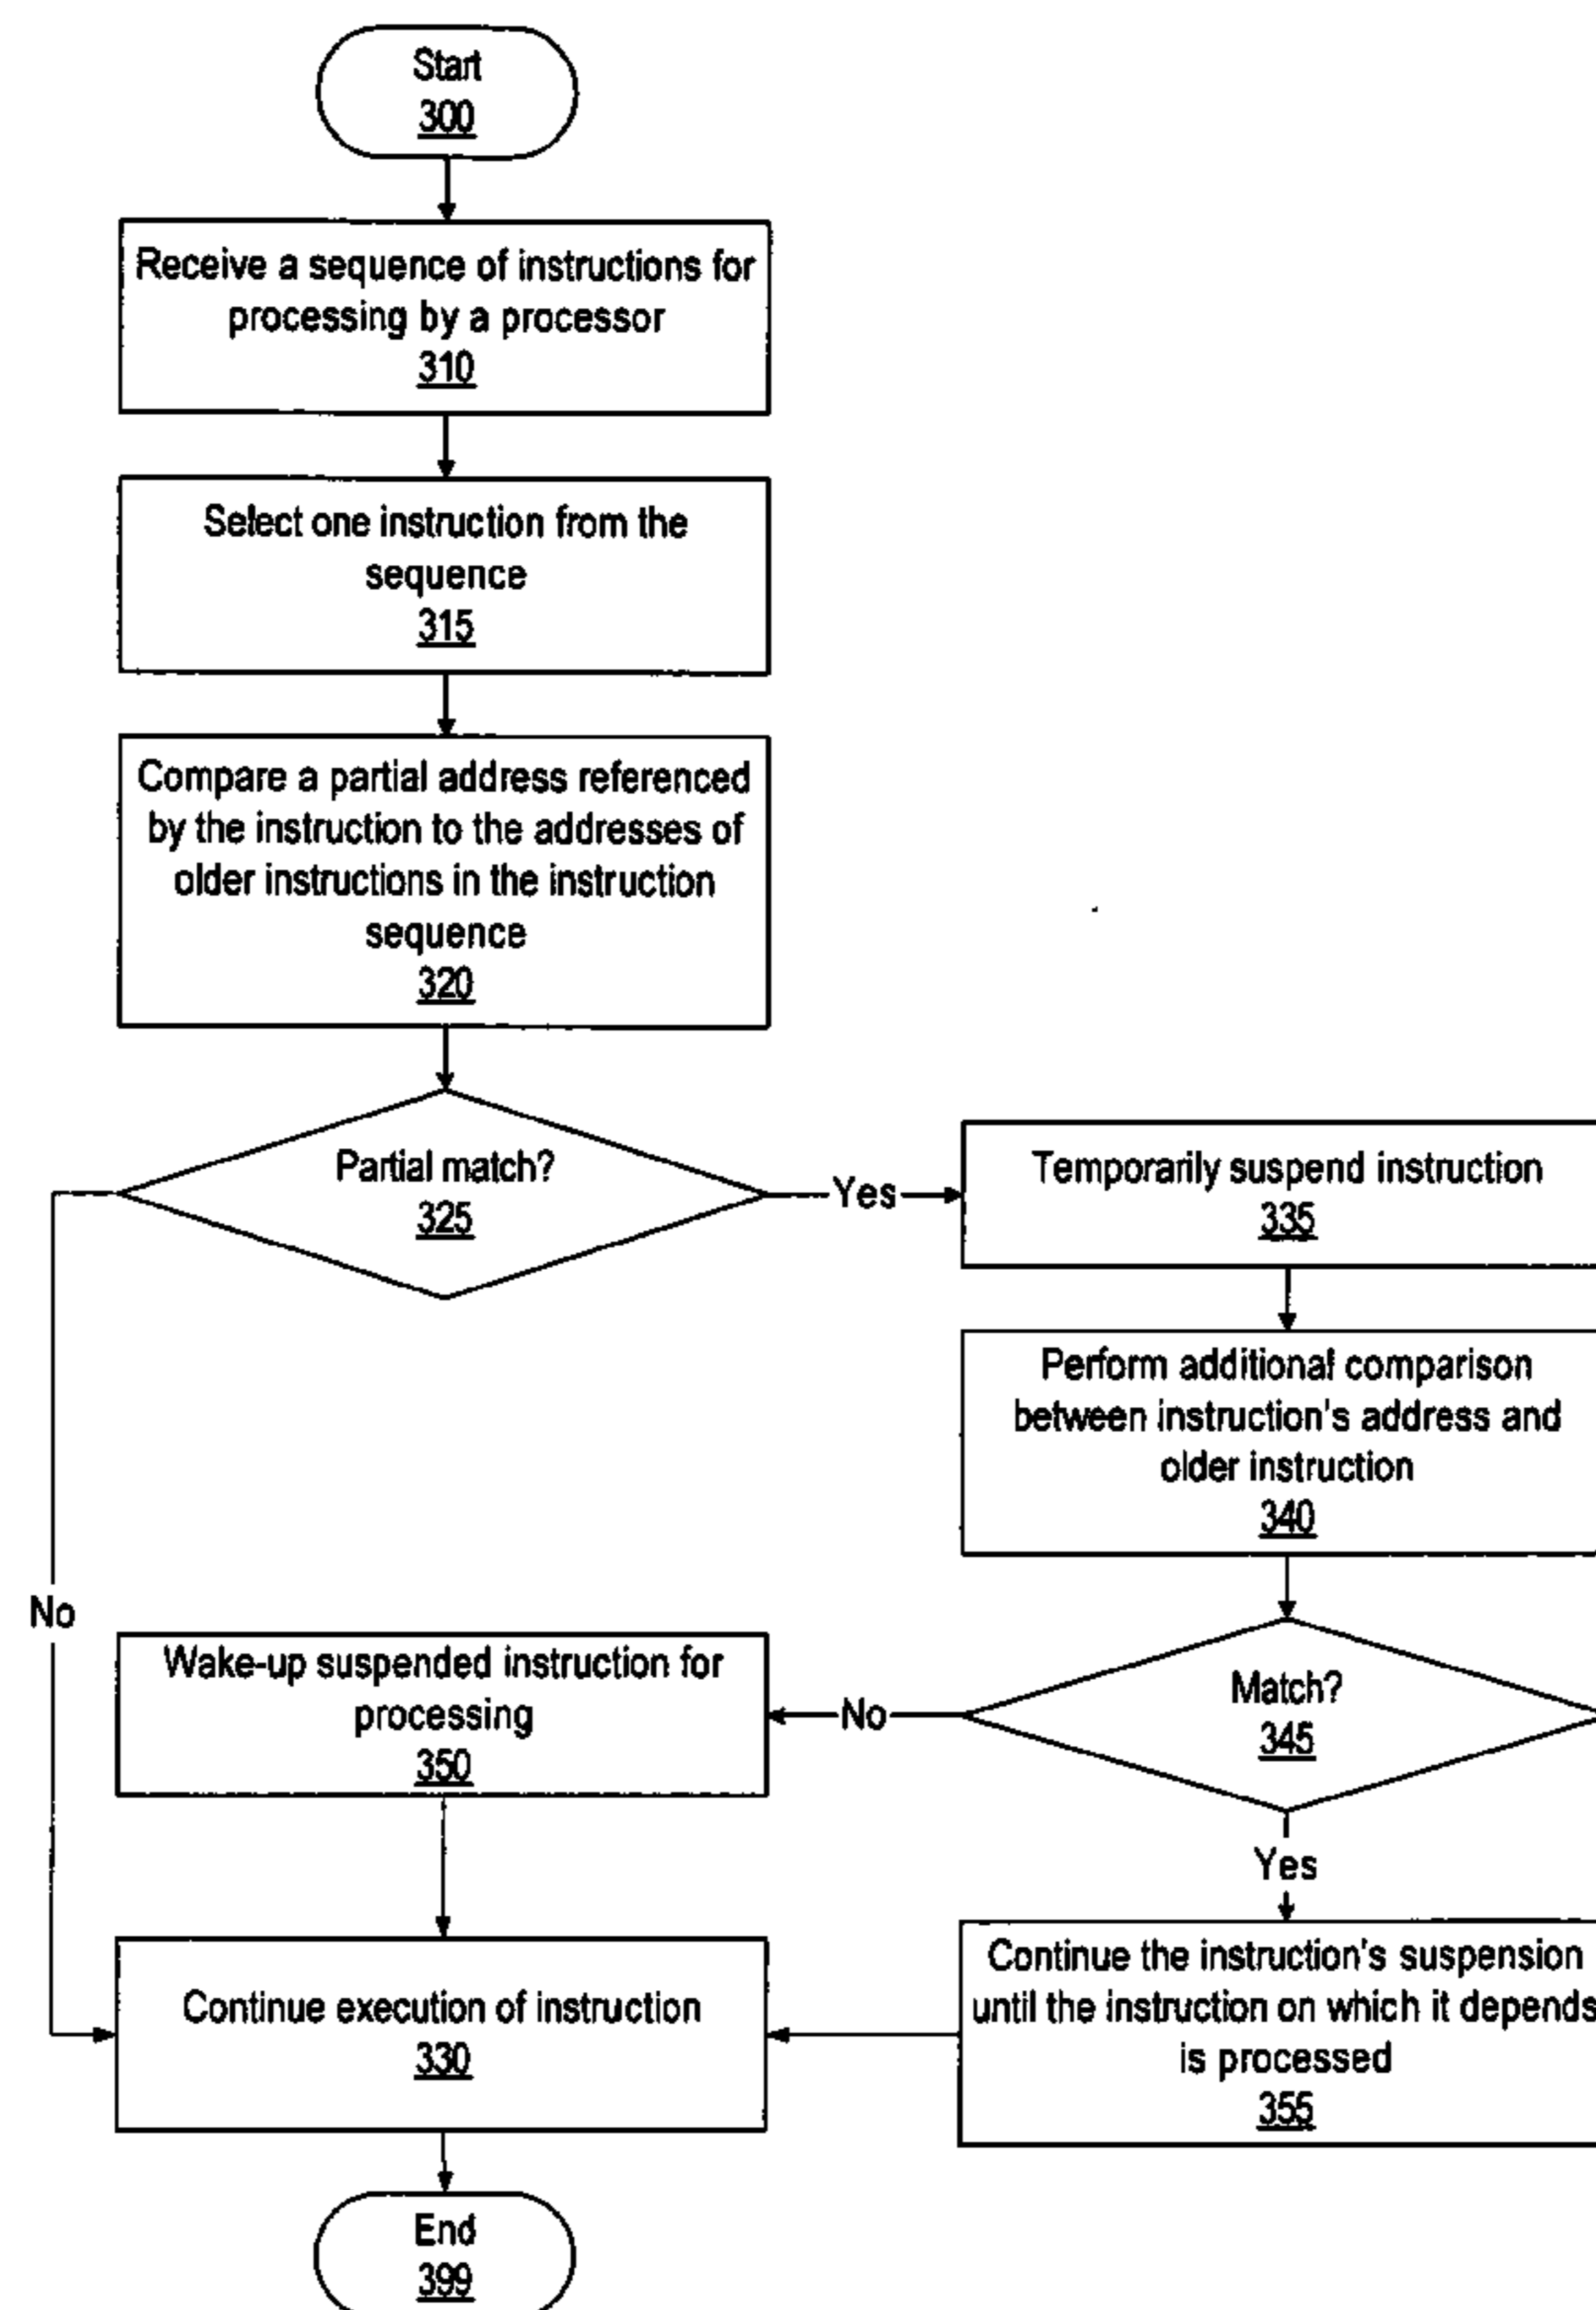 Start
300
Receive a sequence of instructions for
processing by a processor
310
Select one instruction from the
sequence
315
Compare a partial address referenced
by the instruction to the addresses of
older instructions in the instruction
sequence
320
Partial match?
325
Yes
Temporarily suspend instruction
335
Perform additional comparison
between instruction's address and
older instruction
340
No
Match?
345
No
Wake-up suspended instruction for
processing
350
Yes
Continue the instruction's suspension
until the instruction on which it depends
is processed
355
Continue execution of instruction
330
End
399